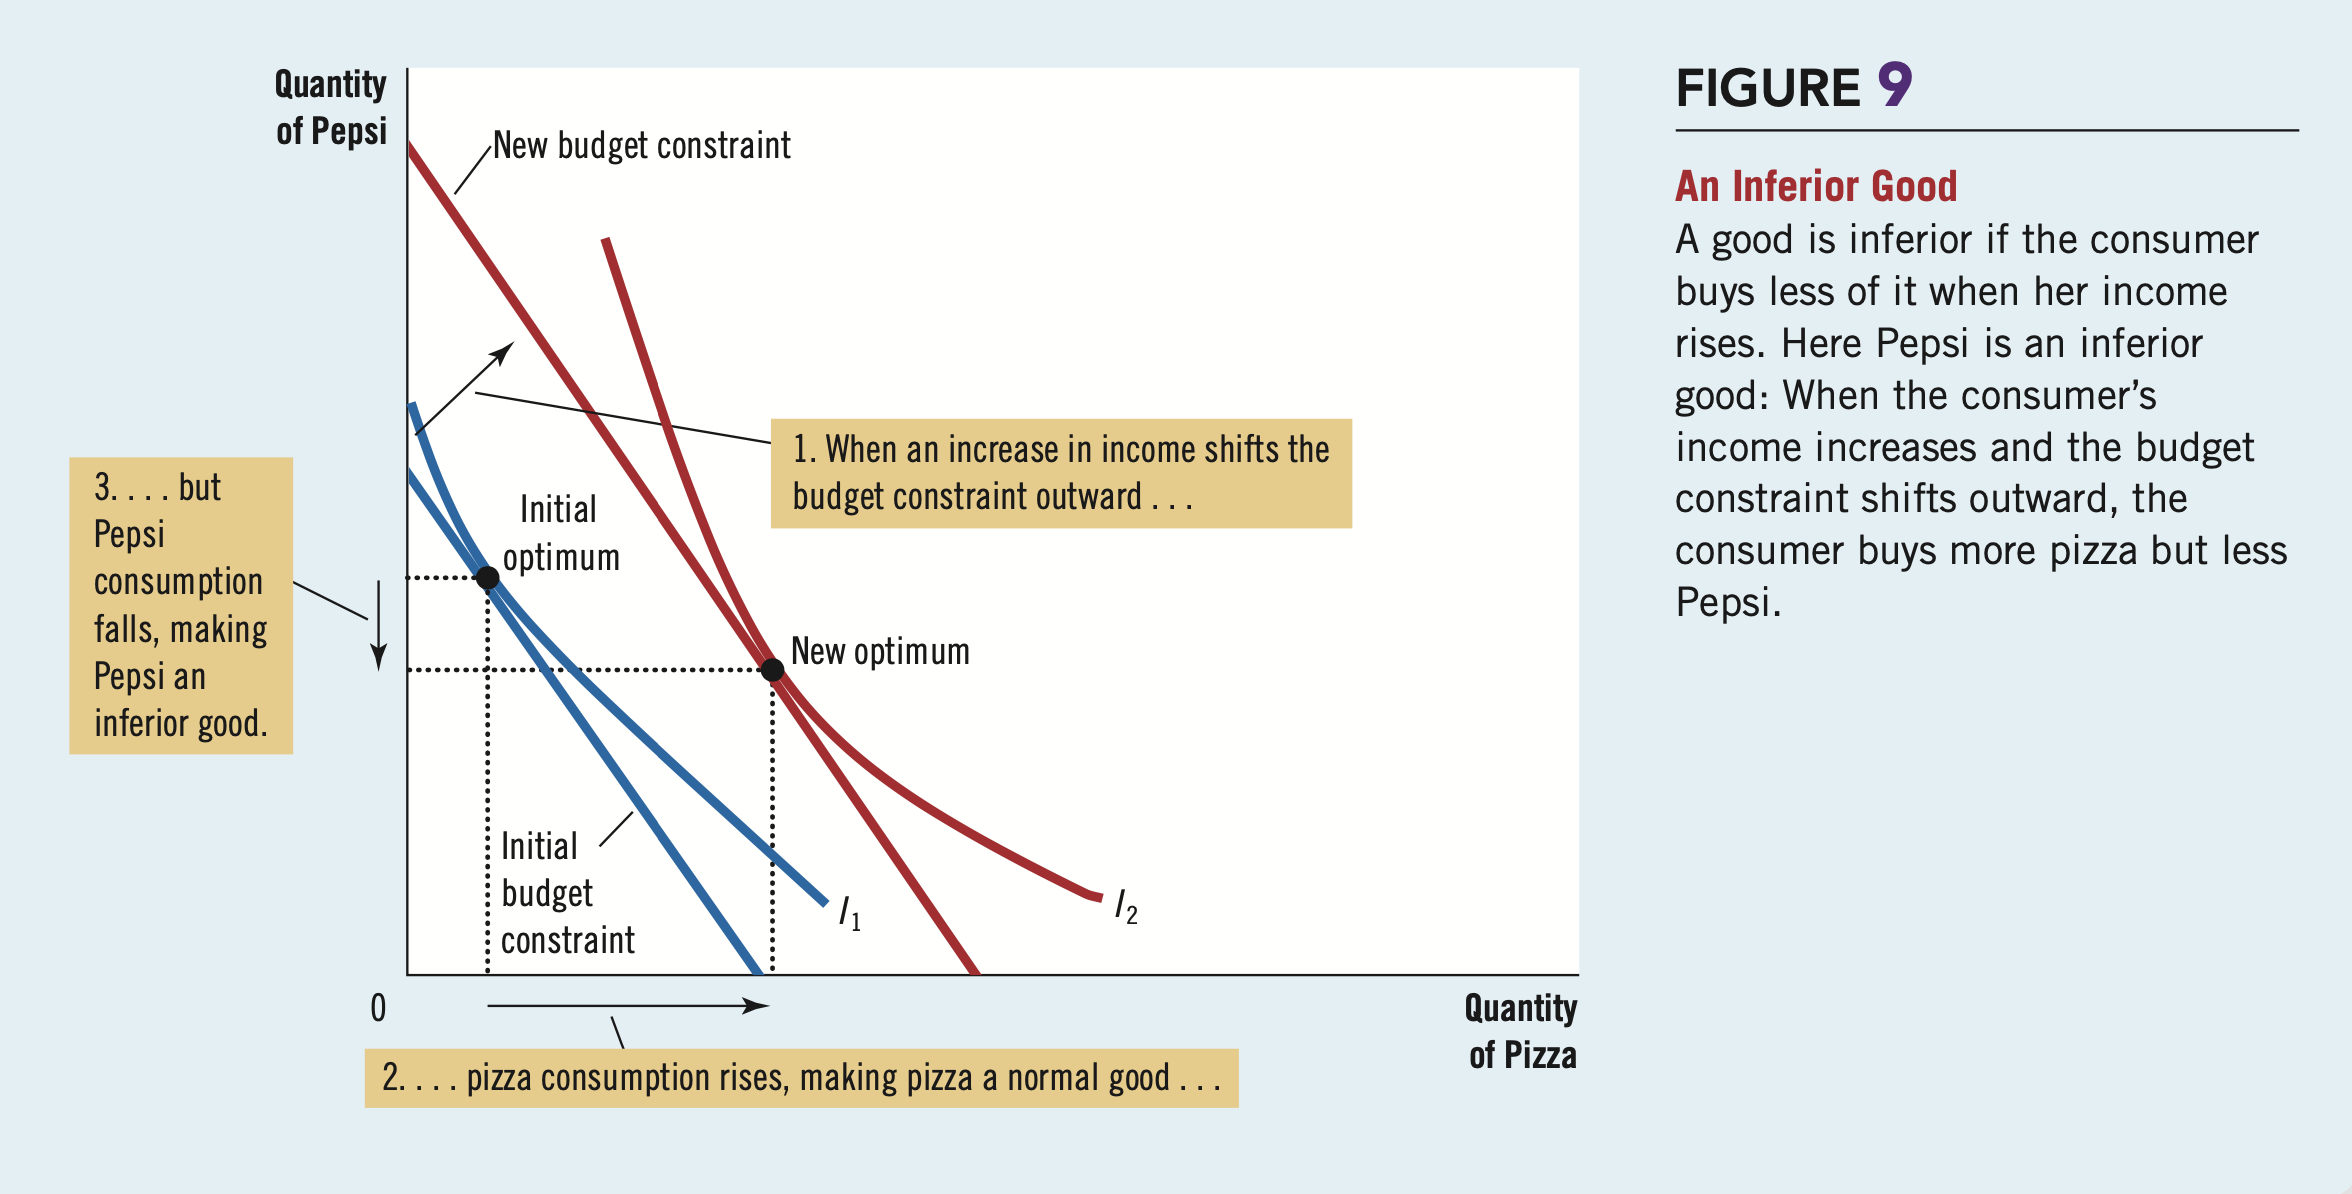 Quantity
of Pepsi
New budget constraint
1. When an increase in income shifts the
budget constraint outward . . .
3. . . . but
Pepsi
consumption
falls, making
Pepsi an
inferior good.
Initial
optimum
New optimum
Initial
budget
constraint
I1
I2
0
Quantity
of Pizza
2. . . . pizza consumption rises, making pizza a normal good . . .
FIGURE 9
An Inferior Good
A good is inferior if the consumer
buys less of it when her income
rises. Here Pepsi is an inferior
good: When the consumer’s
income increases and the budget
constraint shifts outward, the
consumer buys more pizza but less
Pepsi.